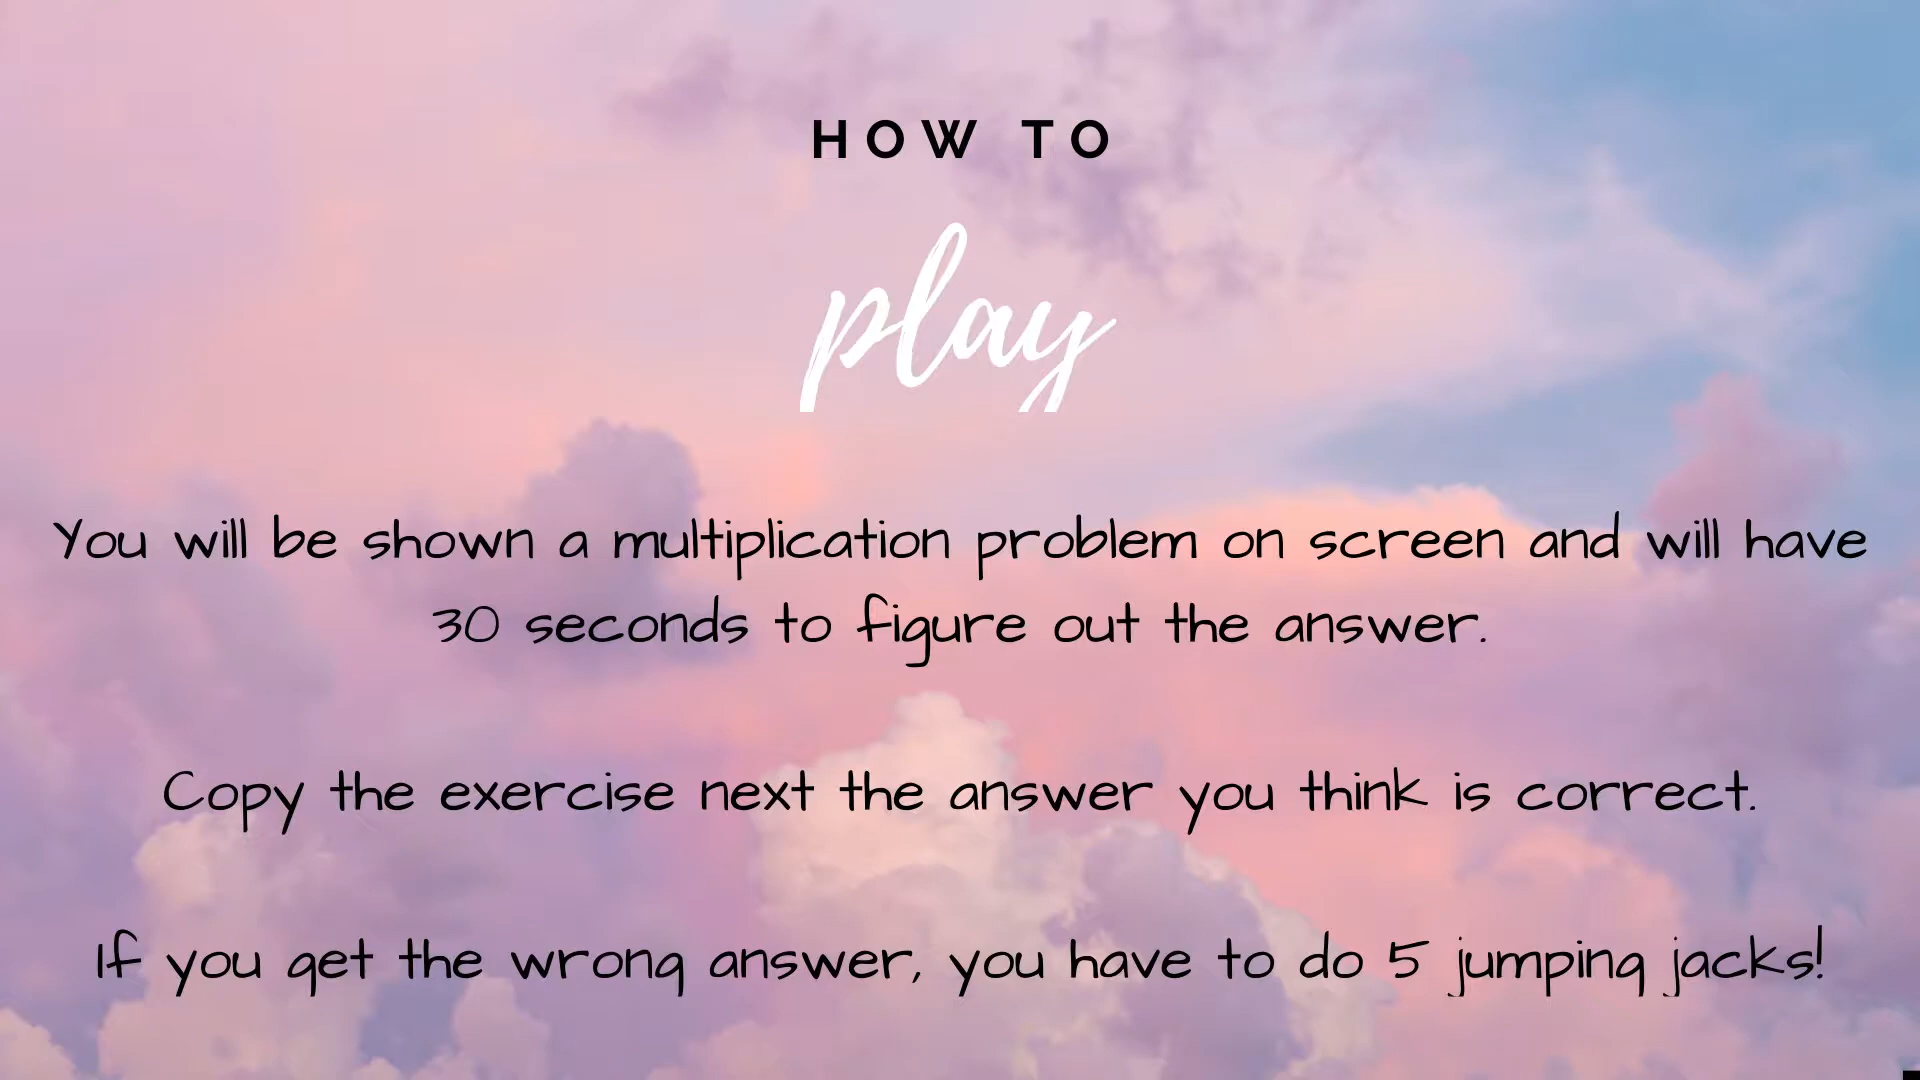 HOW TO
play
You will be shown a multiplication problem on screen and will have
30 seconds to figure out the answer.
Copy the exercise next the answer you think is correct.
If you get the wrong answer, you have to do 5 jumping jacks!